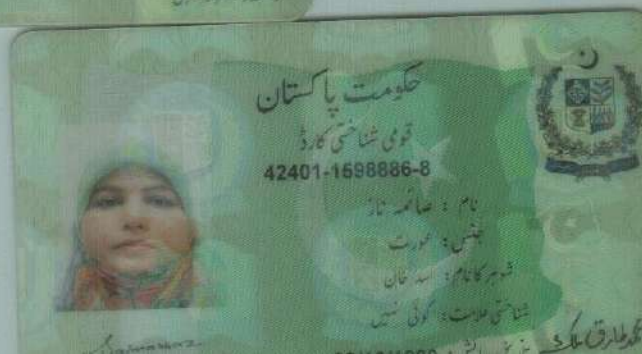 حکومت پاکستان
قومی شناختی کارڈ
42401-1598886-8
نام : صائمہ ناز
جنس: عورت
شوہر کا نام: اسد خان
شناختی علامت: کوئی نہیں